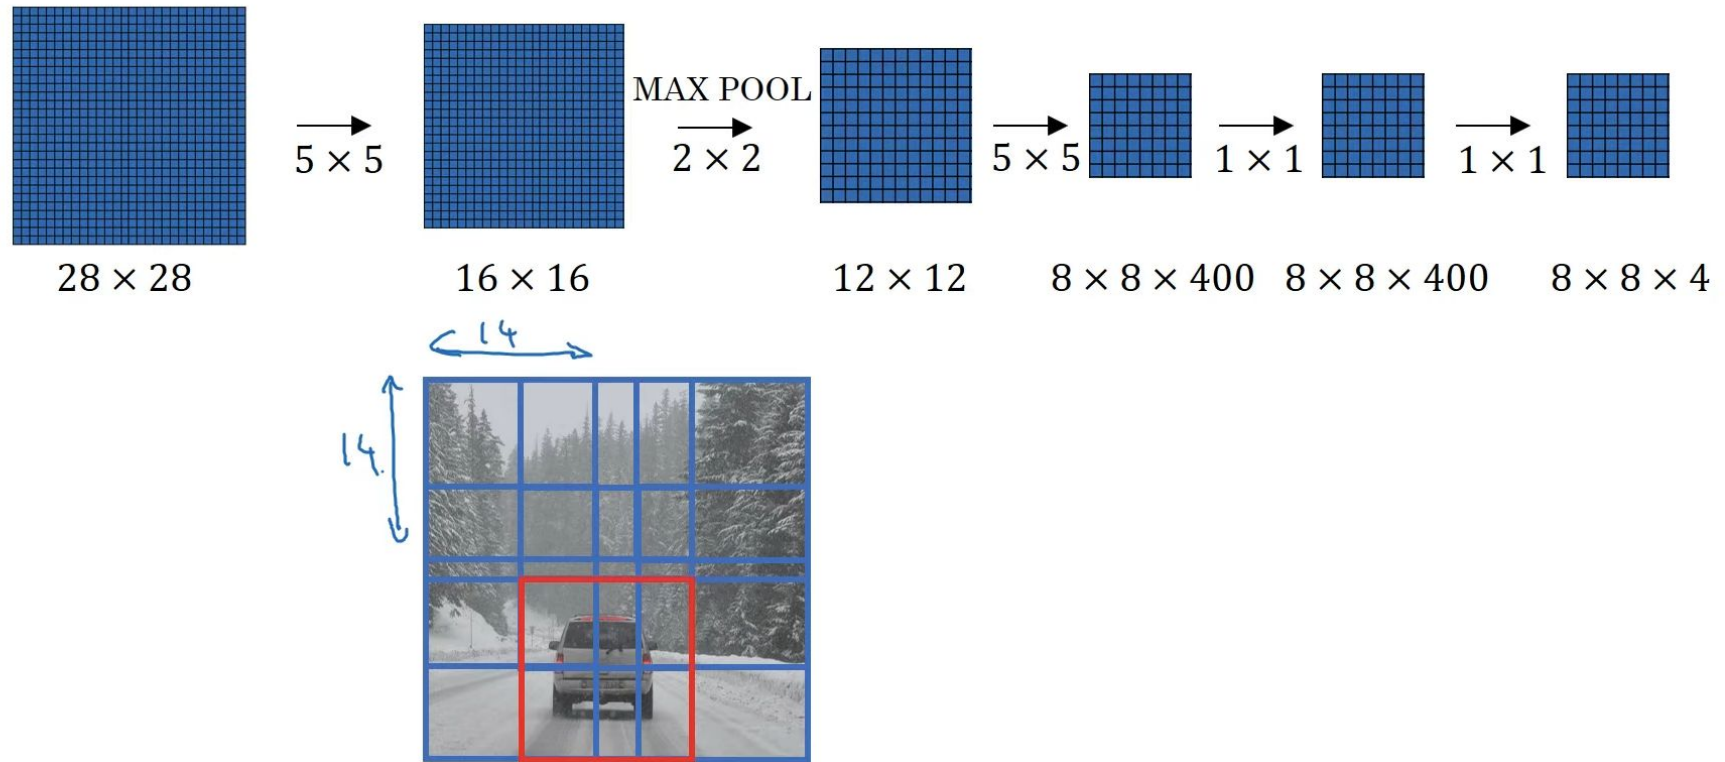 MAX POOL
5 × 5
2 × 2
5 × 5
1 × 1
1 × 1
28 × 28
16 × 16
12 × 12
8 × 8 × 400
8 × 8 × 400
8 × 8 × 4
14
14